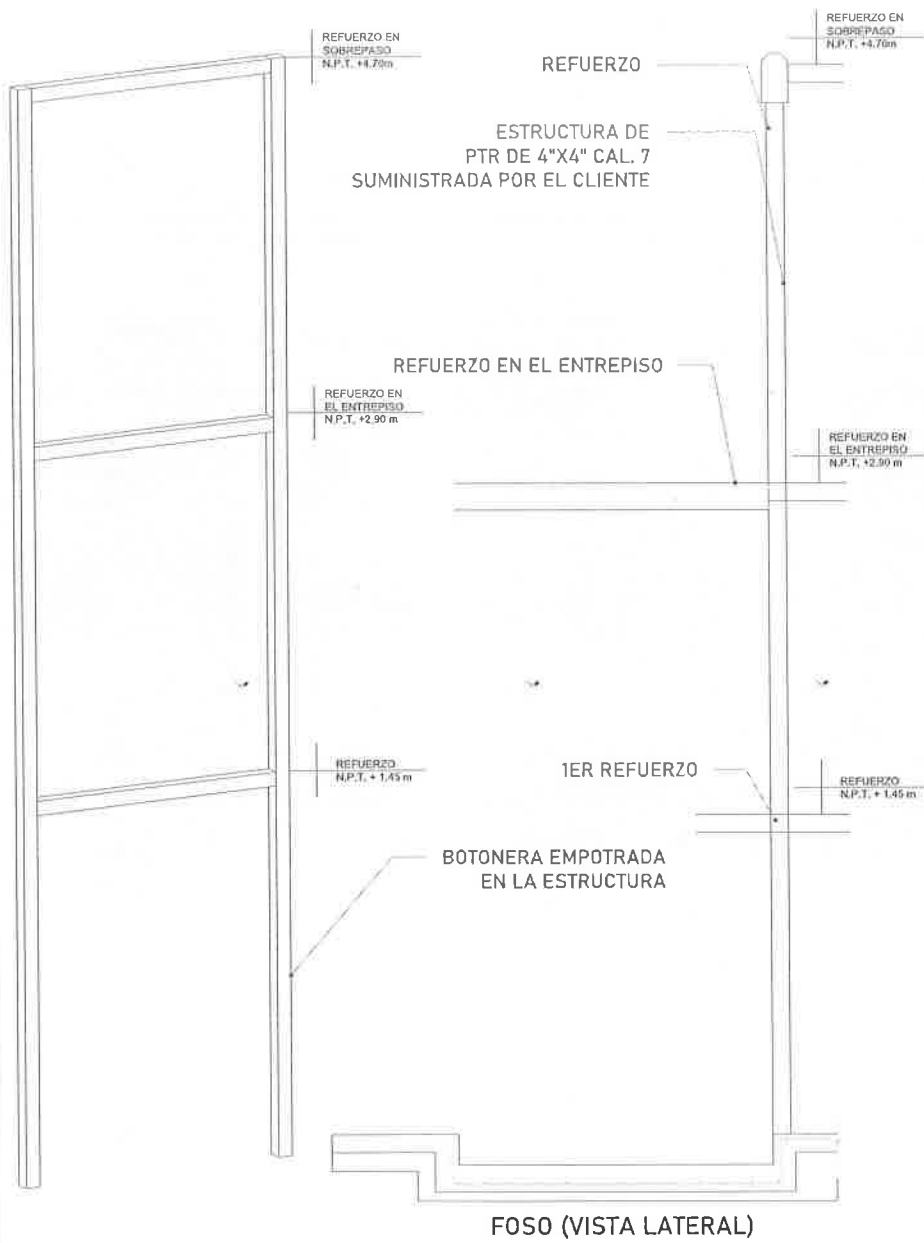 REFUERZO EN
SOBREPASO
N.P.T. +4.70m
REFUERZO EN
SOBREPASO
N.P.T. +4.70m
REFUERZO
ESTRUCTURA DE
PTR DE 4"X4" CAL. 7
SUMINISTRADA POR EL CLIENTE
REFUERZO EN EL ENTREPISO
REFUERZO EN
EL ENTREPISO
N.P.T. +2.90 m
REFUERZO EN
EL ENTREPISO
N.P.T. +2.90 m
REFUERZO
N.P.T. + 1.45 m
1ER REFUERZO
REFUERZO
N.P.T. + 1.45 m
BOTONERA EMPOTRADA
EN LA ESTRUCTURA
FOSO (VISTA LATERAL)